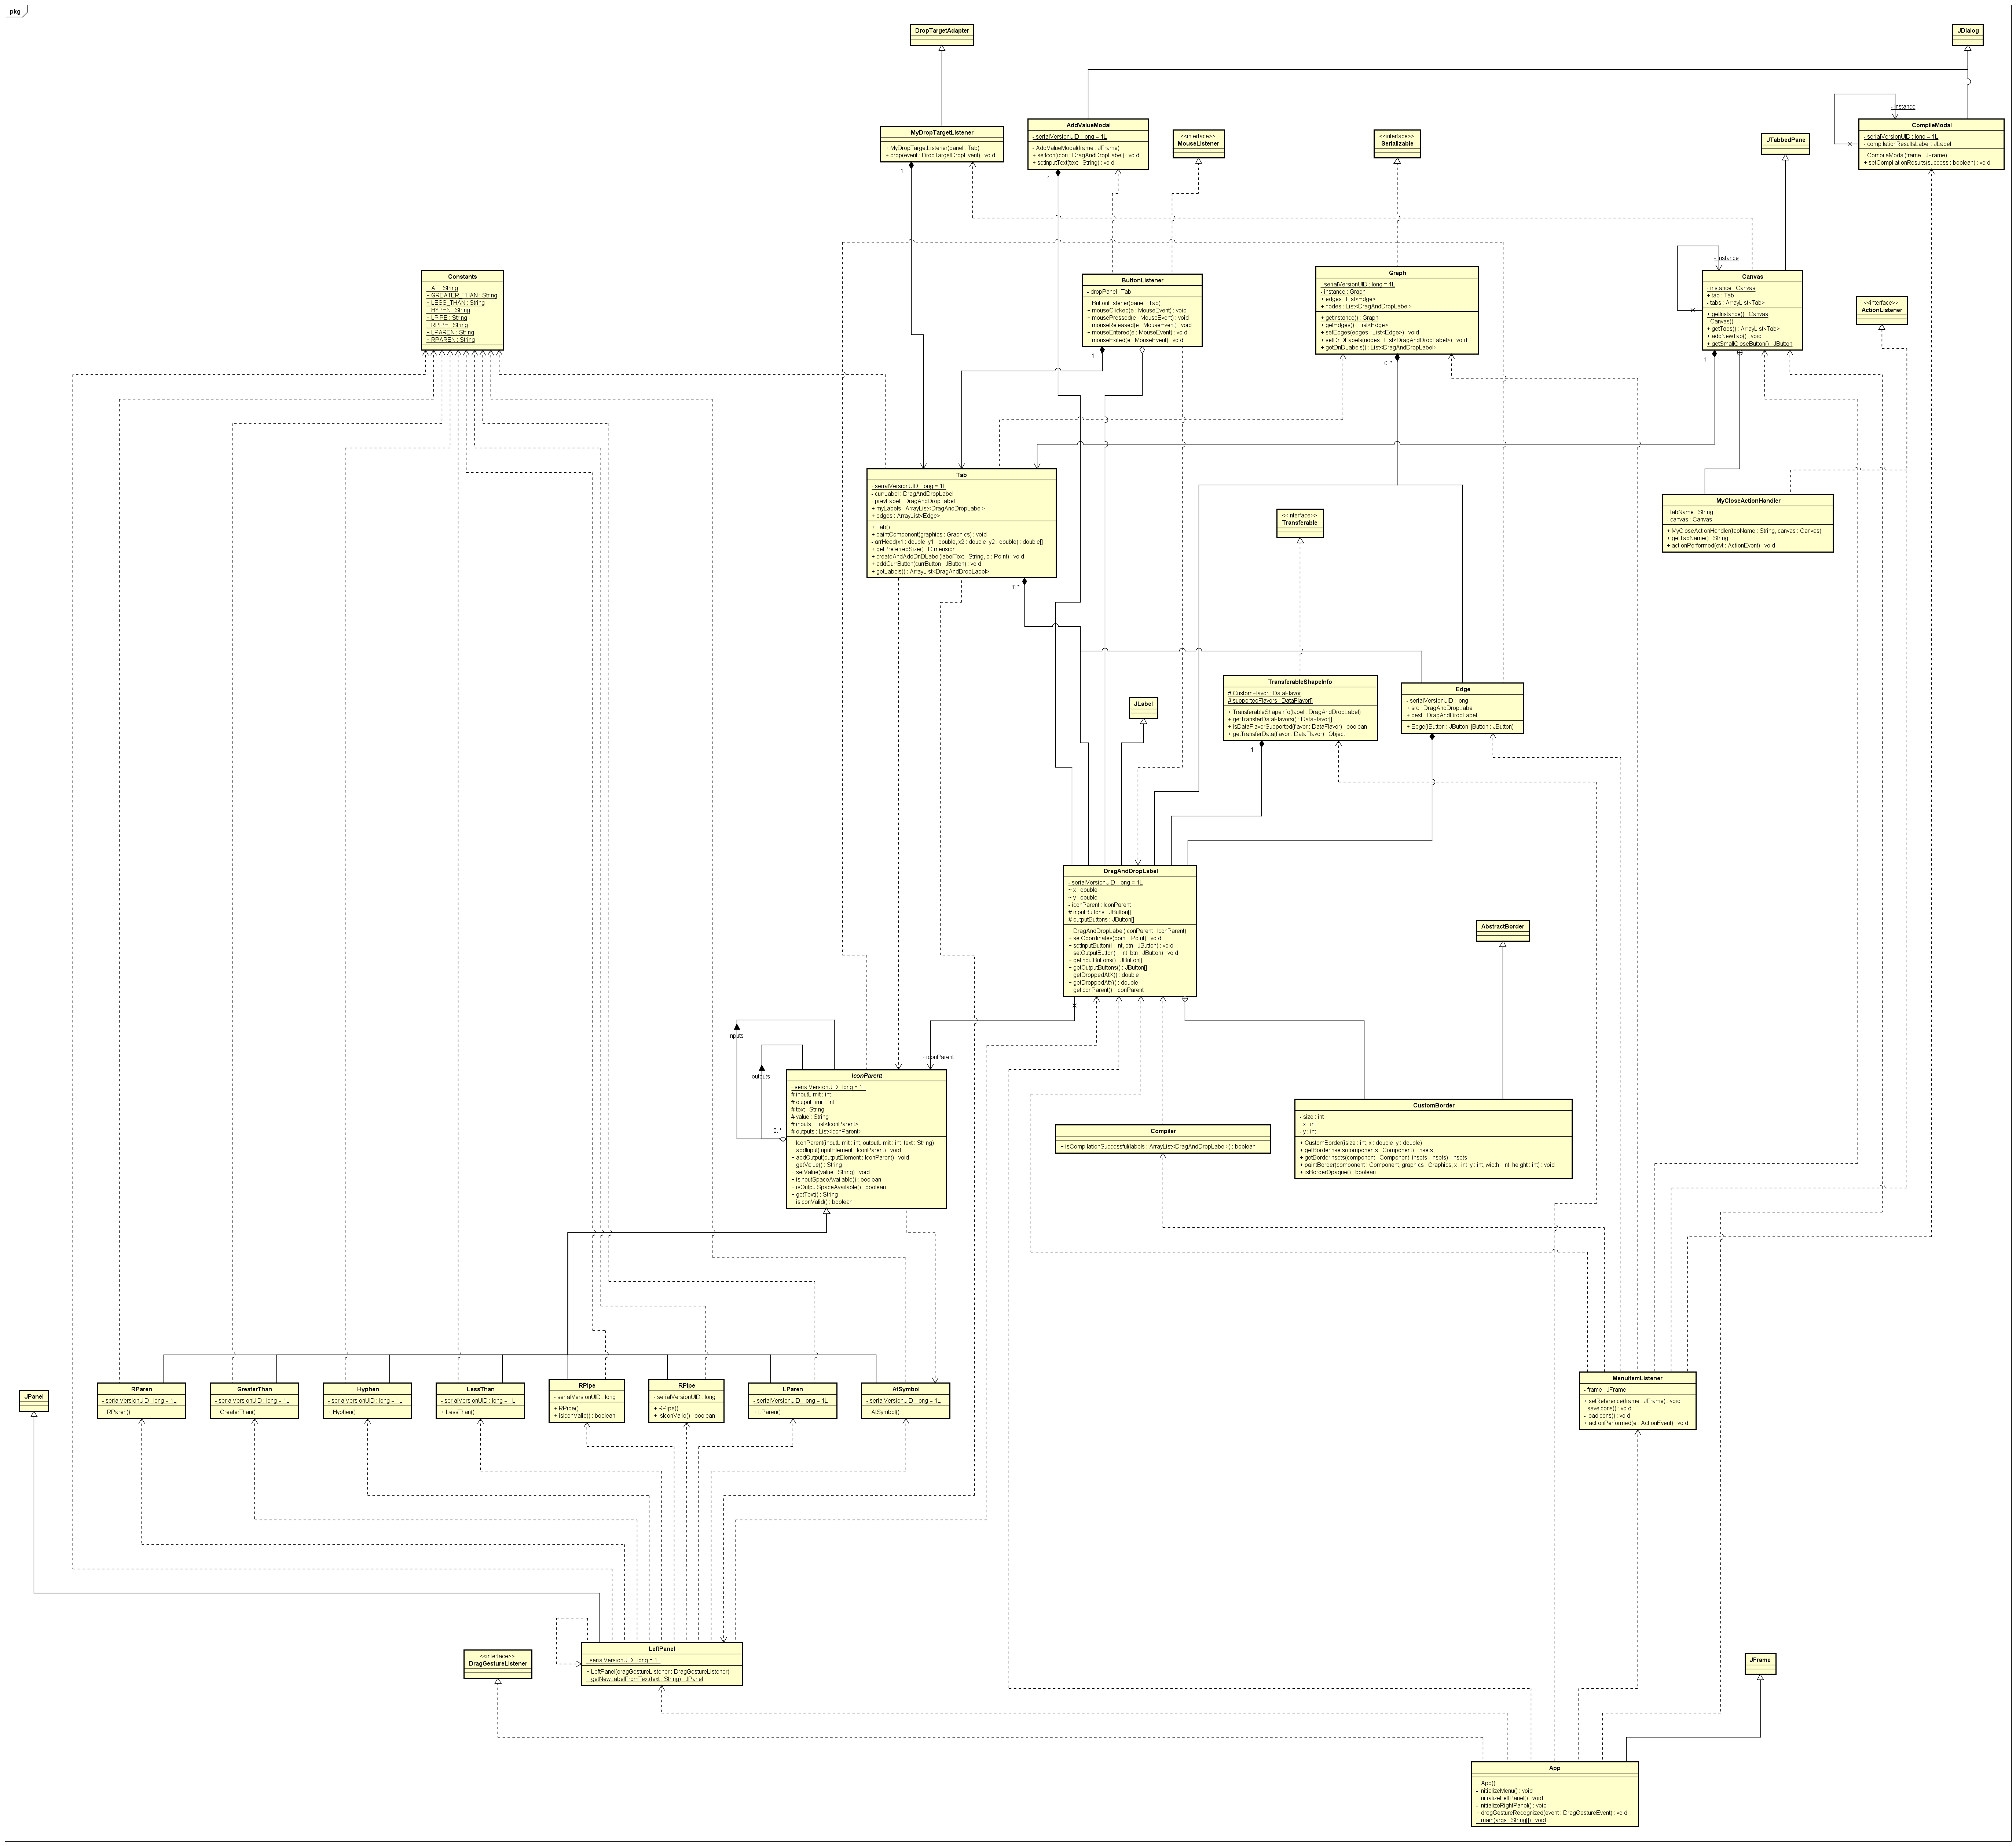 pkg
DropTargetAdapter
JDialog
MyDropTargetListener
+ MyDropTargetListener(panel : Tab)
+ drop(event : DropTargetDropEvent) : void
1
AddValueModal
- serialVersionUID : long = 1L
- AddValueModal(frame : JFrame)
+ setIcon(icon : DragAndDropLabel) : void
+ setInputText(text : String) : void
1
<<interface>>
MouseListener
<<interface>>
Serializable
JTabbedPane
- instance
CompileModal
- serialVersionUID : long = 1L
- compilationResultsLabel : JLabel
- CompileModal(frame : JFrame)
+ setCompilationResults(success : boolean) : void
Constants
+ AT : String
+ GREATER_THAN : String
+ LESS_THAN : String
+ HYPEN : String
+ LPIPE : String
+ RPIPE : String
+ LPAREN : String
+ RPAREN : String
ButtonListener
- dropPanel : Tab
+ ButtonListener(panel : Tab)
+ mouseClicked(e : MouseEvent) : void
+ mousePressed(e : MouseEvent) : void
+ mouseReleased(e : MouseEvent) : void
+ mouseEntered(e : MouseEvent) : void
+ mouseExited(e : MouseEvent) : void
1
Graph
- serialVersionUID : long = 1L
- instance : Graph
+ edges : List<Edge>
+ nodes : List<DragAndDropLabel>
+ getInstance() : Graph
+ getEdges() : List<Edge>
+ setEdges(edges : List<Edge>) : void
+ setDnDLabels(nodes : List<DragAndDropLabel>) : void
+ getDnDLabels() : List<DragAndDropLabel>
0..*
- instance
Canvas
- instance : Canvas
+ tab : Tab
- tabs : ArrayList<Tab>
+ getInstance() : Canvas
- Canvas()
+ getTabs() : ArrayList<Tab>
+ addNewTab() : void
+ getSmallCloseButton() : JButton
1
<<interface>>
ActionListener
Tab
- serialVersionUID : long = 1L
- currLabel : DragAndDropLabel
- prevLabel : DragAndDropLabel
+ myLabels : ArrayList<DragAndDropLabel>
+ edges : ArrayList<Edge>
+ Tab()
+ paintComponent(graphics : Graphics) : void
- arrHead(x1 : double, y1 : double, x2 : double, y2 : double) : double[]
+ getPreferredSize() : Dimension
+ createAndAddDnDLabel(labelText : String, p : Point) : void
+ addCurrButton(currButton : JButton) : void
+ getLabels() : ArrayList<DragAndDropLabel>
MyCloseActionHandler
- tabName : String
- canvas : Canvas
+ MyCloseActionHandler(tabName : String, canvas : Canvas)
+ getTabName() : String
+ actionPerformed(evt : ActionEvent) : void
<<interface>>
Transferable
JLabel
TransferableShapeInfo
# CustomFlavor : DataFlavor
# supportedFlavors : DataFlavor[]
+ TransferableShapeInfo(label : DragAndDropLabel)
+ getTransferDataFlavors() : DataFlavor[]
+ isDataFlavorSupported(flavor : DataFlavor) : boolean
+ getTransferData(flavor : DataFlavor) : Object
1
Edge
- serialVersionUID : long
+ src : DragAndDropLabel
+ dest : DragAndDropLabel
+ Edge(iButton : JButton, jButton : JButton)
DragAndDropLabel
- serialVersionUID : long = 1L
~ x : double
~ y : double
- iconParent : IconParent
# inputButtons : JButton[]
# outputButtons : JButton[]
+ DragAndDropLabel(iconParent : IconParent)
+ setCoordinates(point : Point) : void
+ setInputButton(i : int, btn : JButton) : void
+ setOutputButton(i : int, btn : JButton) : void
+ getInputButtons() : JButton[]
+ getOutputButtons() : JButton[]
+ getDroppedAtX() : double
+ getDroppedAtY() : double
+ getIconParent() : IconParent
AbstractBorder
inputs
outputs
- iconParent
IconParent
- serialVersionUID : long = 1L
# inputLimit : int
# outputLimit : int
# text : String
# value : String
# inputs : List<IconParent>
# outputs : List<IconParent>
+ IconParent(inputLimit : int, outputLimit : int, text : String)
+ addInput(inputElement : IconParent) : void
+ addOutput(outputElement : IconParent) : void
+ getValue() : String
+ setValue(value : String) : void
+ isInputSpaceAvailable() : boolean
+ isOutputSpaceAvailable() : boolean
+ getText() : String
+ isIconValid() : boolean
0..*
Compiler
+ isCompilationSuccessful(labels : ArrayList<DragAndDropLabel>) : boolean
CustomBorder
- size : int
- x : int
- y : int
+ CustomBorder(size : int, x : double, y : double)
+ getBorderInsets(components : Component) : Insets
+ getBorderInsets(component : Component, insets : Insets) : Insets
+ paintBorder(component : Component, graphics : Graphics, x : int, y : int, width : int, height : int) : void
+ isBorderOpaque() : boolean
JPanel
RParen
- serialVersionUID : long = 1L
+ RParen()
GreaterThan
- serialVersionUID : long = 1L
+ GreaterThan()
Hyphen
- serialVersionUID : long = 1L
+ Hyphen()
LessThan
- serialVersionUID : long = 1L
+ LessThan()
RPipe
- serialVersionUID : long
+ RPipe()
+ isIconValid() : boolean
RPipe
- serialVersionUID : long
+ RPipe()
+ isIconValid() : boolean
LParen
- serialVersionUID : long = 1L
+ LParen()
AtSymbol
- serialVersionUID : long = 1L
+ AtSymbol()
MenuItemListener
- frame : JFrame
+ setReference(frame : JFrame) : void
- saveIcons() : void
- loadIcons() : void
+ actionPerformed(e : ActionEvent) : void
<<interface>>
DragGestureListener
LeftPanel
- serialVersionUID : long = 1L
+ LeftPanel(dragGestureListener : DragGestureListener)
+ getNewLabelFromText(text : String) : JPanel
JFrame
App
+ App()
- initializeMenu() : void
- initializeLeftPanel() : void
- initializeRightPanel() : void
+ dragGestureRecognized(event : DragGestureEvent) : void
+ main(args : String[]) : void